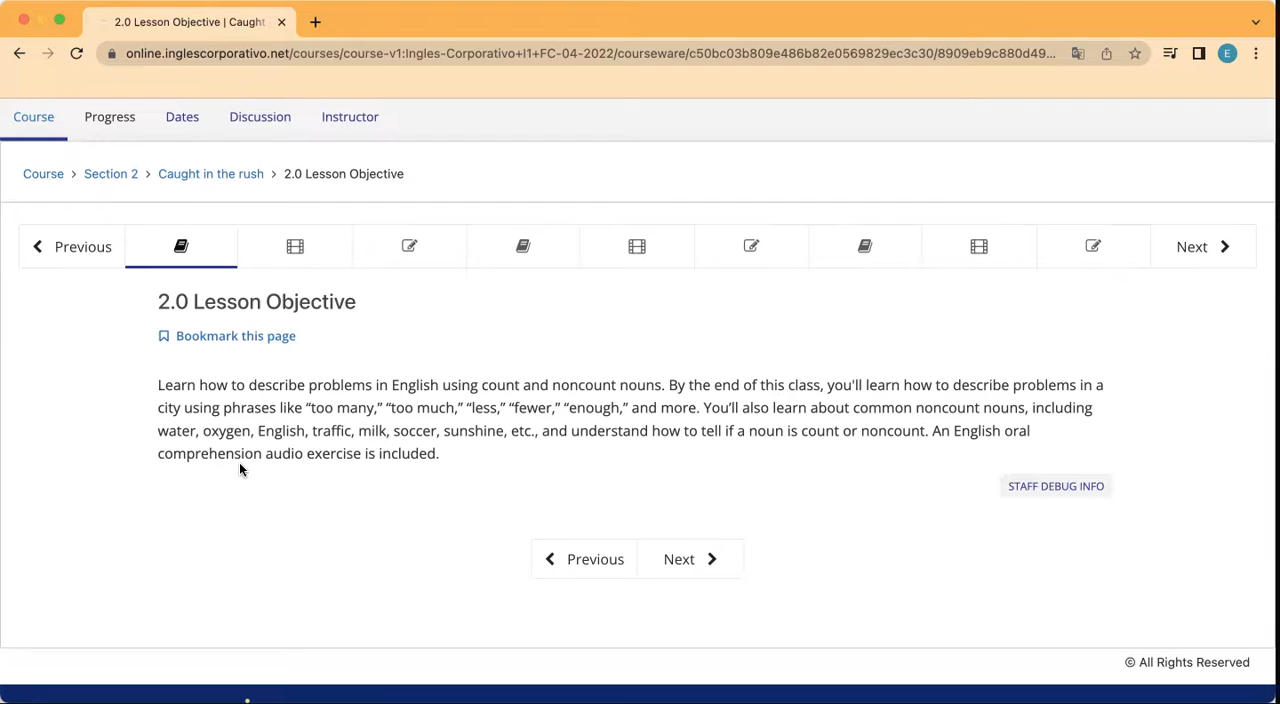 2.0 Lesson Objective | Caught
online.inglescorporativo.net/courses/course-v1:Ingles-Corporativo+I1+FC-04-2022/courseware/c50bc03b809e486b82e0569829ec3c30/8909eb9c880d49...
E
Course Progress Dates Discussion Instructor
Course > Section 2 > Caught in the rush > 2.0 Lesson Objective
Previous Next
2.0 Lesson Objective
Bookmark this page
Learn how to describe problems in English using count and noncount nouns. By the end of this class, you'll learn how to describe problems in a
city using phrases like “too many,” “too much,” “less,” “fewer,” “enough,” and more. You’ll also learn about common noncount nouns, including
water, oxygen, English, traffic, milk, soccer, sunshine, etc., and understand how to tell if a noun is count or noncount. An English oral
comprehension audio exercise is included.
STAFF DEBUG INFO
Previous Next
© All Rights Reserved